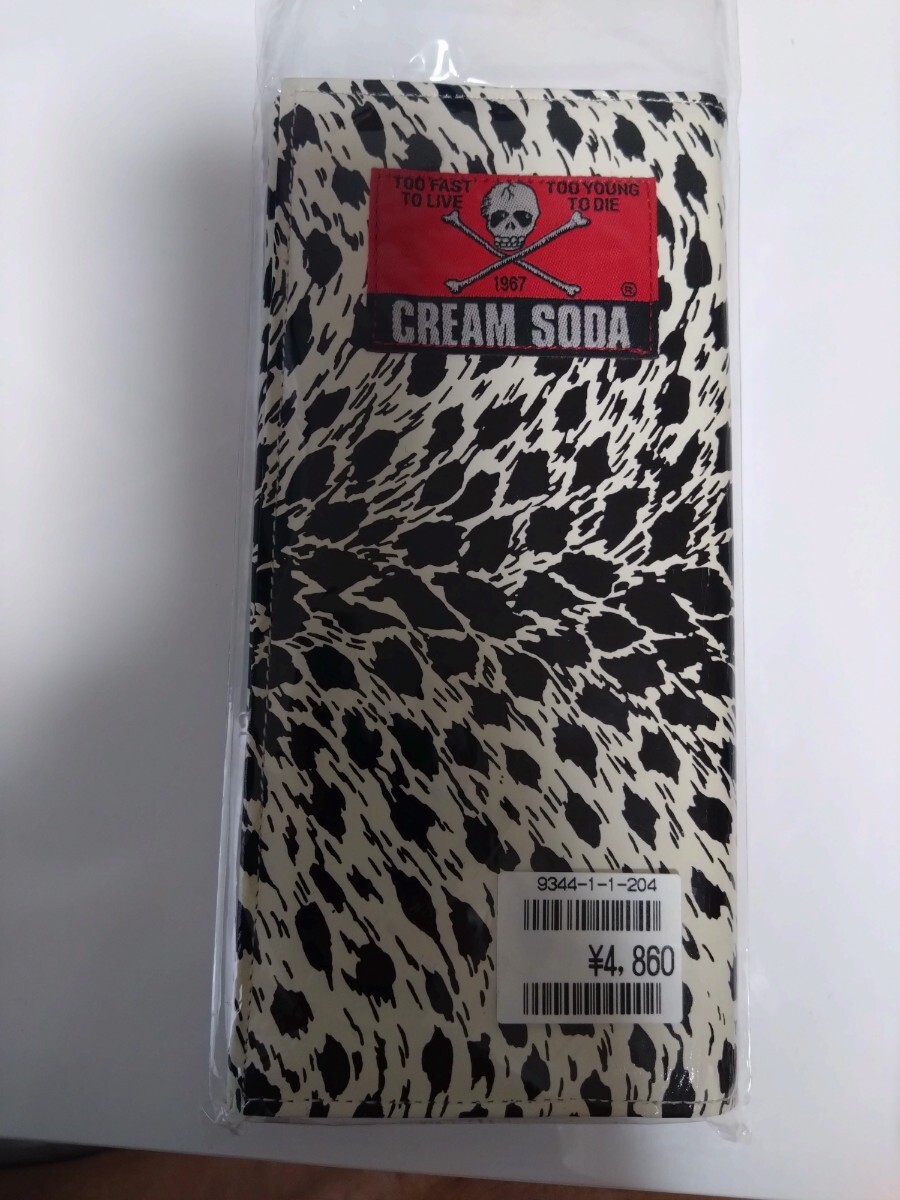 TOO FAST TOO YOUNG
TO LIVE TO DIE
1967 ®
CREAM SODA
9344-1-1-204
¥4,860